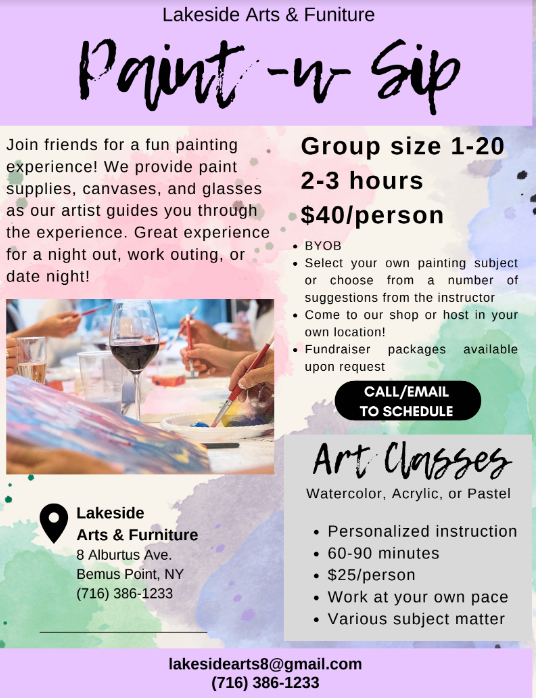 Lakeside Arts & Funiture
Paint -n- Sip
Join friends for a fun painting
experience! We provide paint
supplies, canvases, and glasses
as our artist guides you through
the experience. Great experience
for a night out, work outing, or
date night!
Group size 1-20
2-3 hours
$40/person
• BYOB
• Select your own painting subject
or choose from a number of
suggestions from the instructor
• Come to our shop or host in your
own location!
• Fundraiser packages available
upon request
CALL/EMAIL
TO SCHEDULE
Art Classes
Watercolor, Acrylic, or Pastel
• Personalized instruction
• 60-90 minutes
• $25/person
• Work at your own pace
• Various subject matter
Lakeside
Arts & Furniture
8 Alburtus Ave.
Bemus Point, NY
(716) 386-1233
lakesidearts8@gmail.com
(716) 386-1233